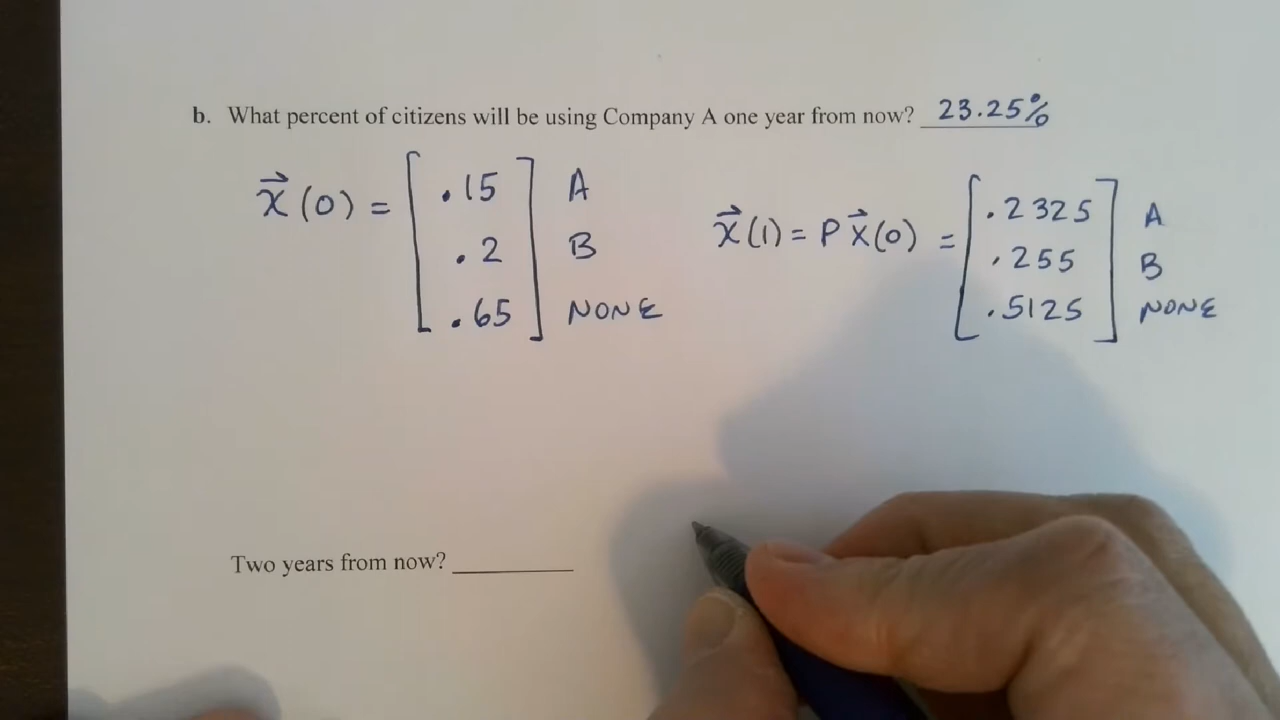 b. What percent of citizens will be using Company A one year from now? 23.25%
x⃗(0) = [ .15 A
.2 B
.65 ] NONE
x⃗(1) = P x⃗(0) = [ .2325 A
.255 B
.5125 ] NONE
Two years from now? ________